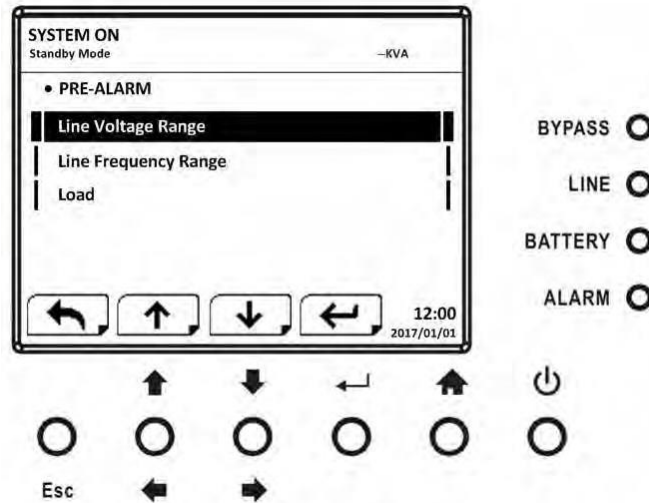 SYSTEM ON
Standby Mode
--KVA
• PRE-ALARM
Line Voltage Range
Line Frequency Range
Load
12:00
2017/01/01
BYPASS
LINE
BATTERY
ALARM
Esc